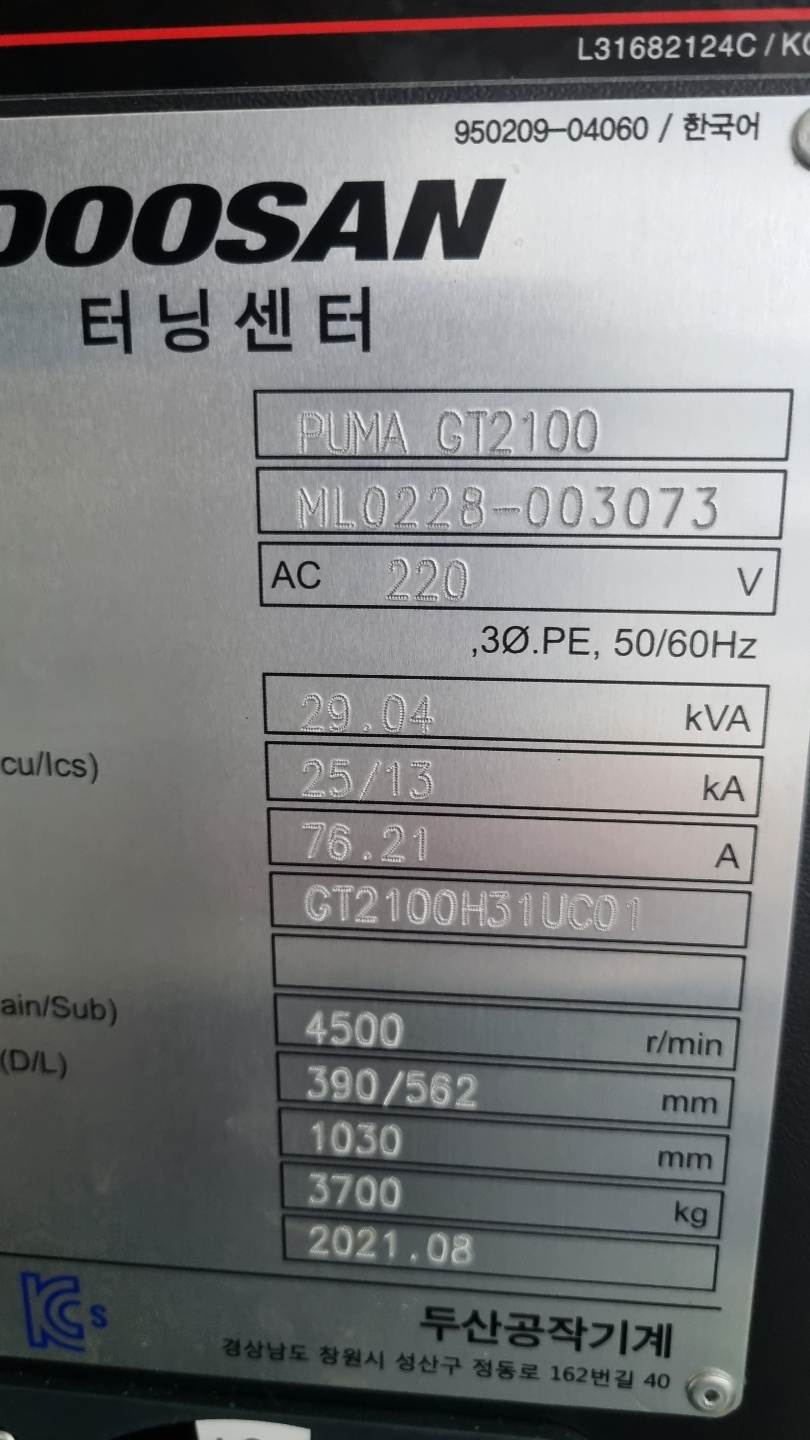 L31682124C / KO
950209-04060 / 한국어
DOOSAN
터닝센터
PUMA GT2100
ML0228-003073
AC 220 V
,3Ø.PE, 50/60Hz
29.04 kVA
cu/Ics) 25/13 kA
76.21 A
GT2100H31UC01
ain/Sub) 4500 r/min
(D/L) 390/562 mm
1030 mm
3700 kg
2021.08
KCs 두산공작기계
경상남도 창원시 성산구 정동로 162번길 40